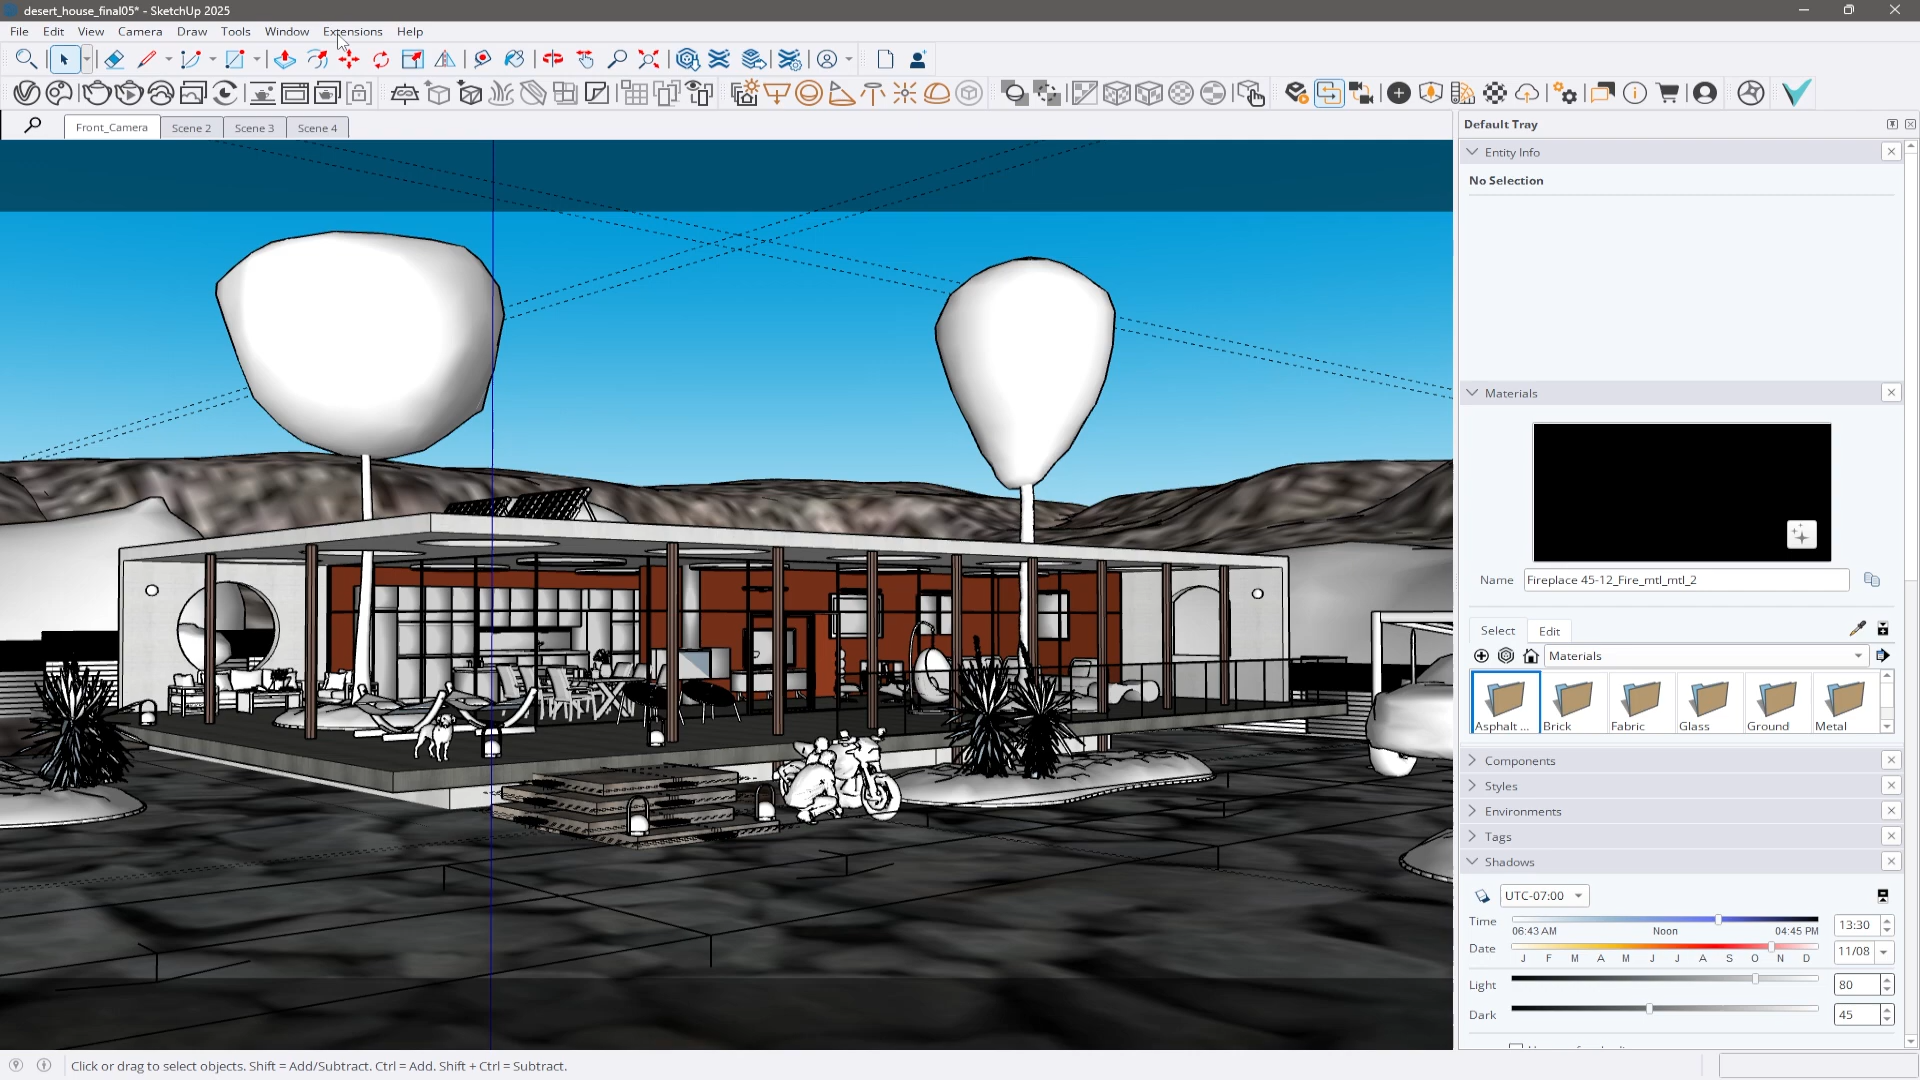 desert_house_final05* - SketchUp 2025
File Edit View Camera Draw Tools Window Extensions Help
Front_Camera Scene 2 Scene 3 Scene 4
Default Tray
Entity Info
No Selection
Materials
Name Fireplace 45-12_Fire_mtl_mtl_2
Select Edit
Materials
Asphalt ... Brick Fabric Glass Ground Metal
Components
Styles
Environments
Tags
Shadows
UTC-07:00
Time 13:30
06:43 AM Noon 04:45 PM
Date 11/08
J F M A M J J A S O N D
Light 80
Dark 45
Click or drag to select objects. Shift = Add/Subtract. Ctrl = Add. Shift + Ctrl = Subtract.